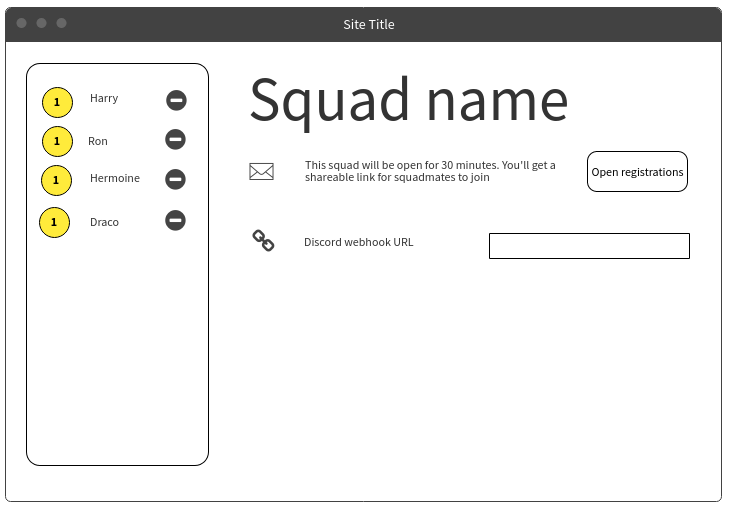 Site Title
1 Harry
1 Ron
1 Hermoine
1 Draco
Squad name
This squad will be open for 30 minutes. You'll get a
shareable link for squadmates to join
Open registrations
Discord webhook URL